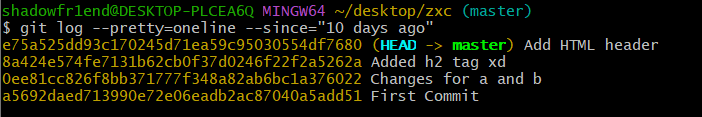 shadowfr1end@DESKTOP-PLCEA6Q MINGW64 ~/desktop/zxc (master)
$ git log --pretty=oneline --since="10 days ago"
e75a525dd93c170245d71ea59c95030554df7680 (HEAD -> master) Add HTML header
8a424e574fe7131b62cb0f37d0246f22f2a5262a Added h2 tag xd
0ee81cc826f8bb371777f348a82ab6bc1a376022 Changes for a and b
a5692daed713990e72e06eadb2ac87040a5add51 First Commit